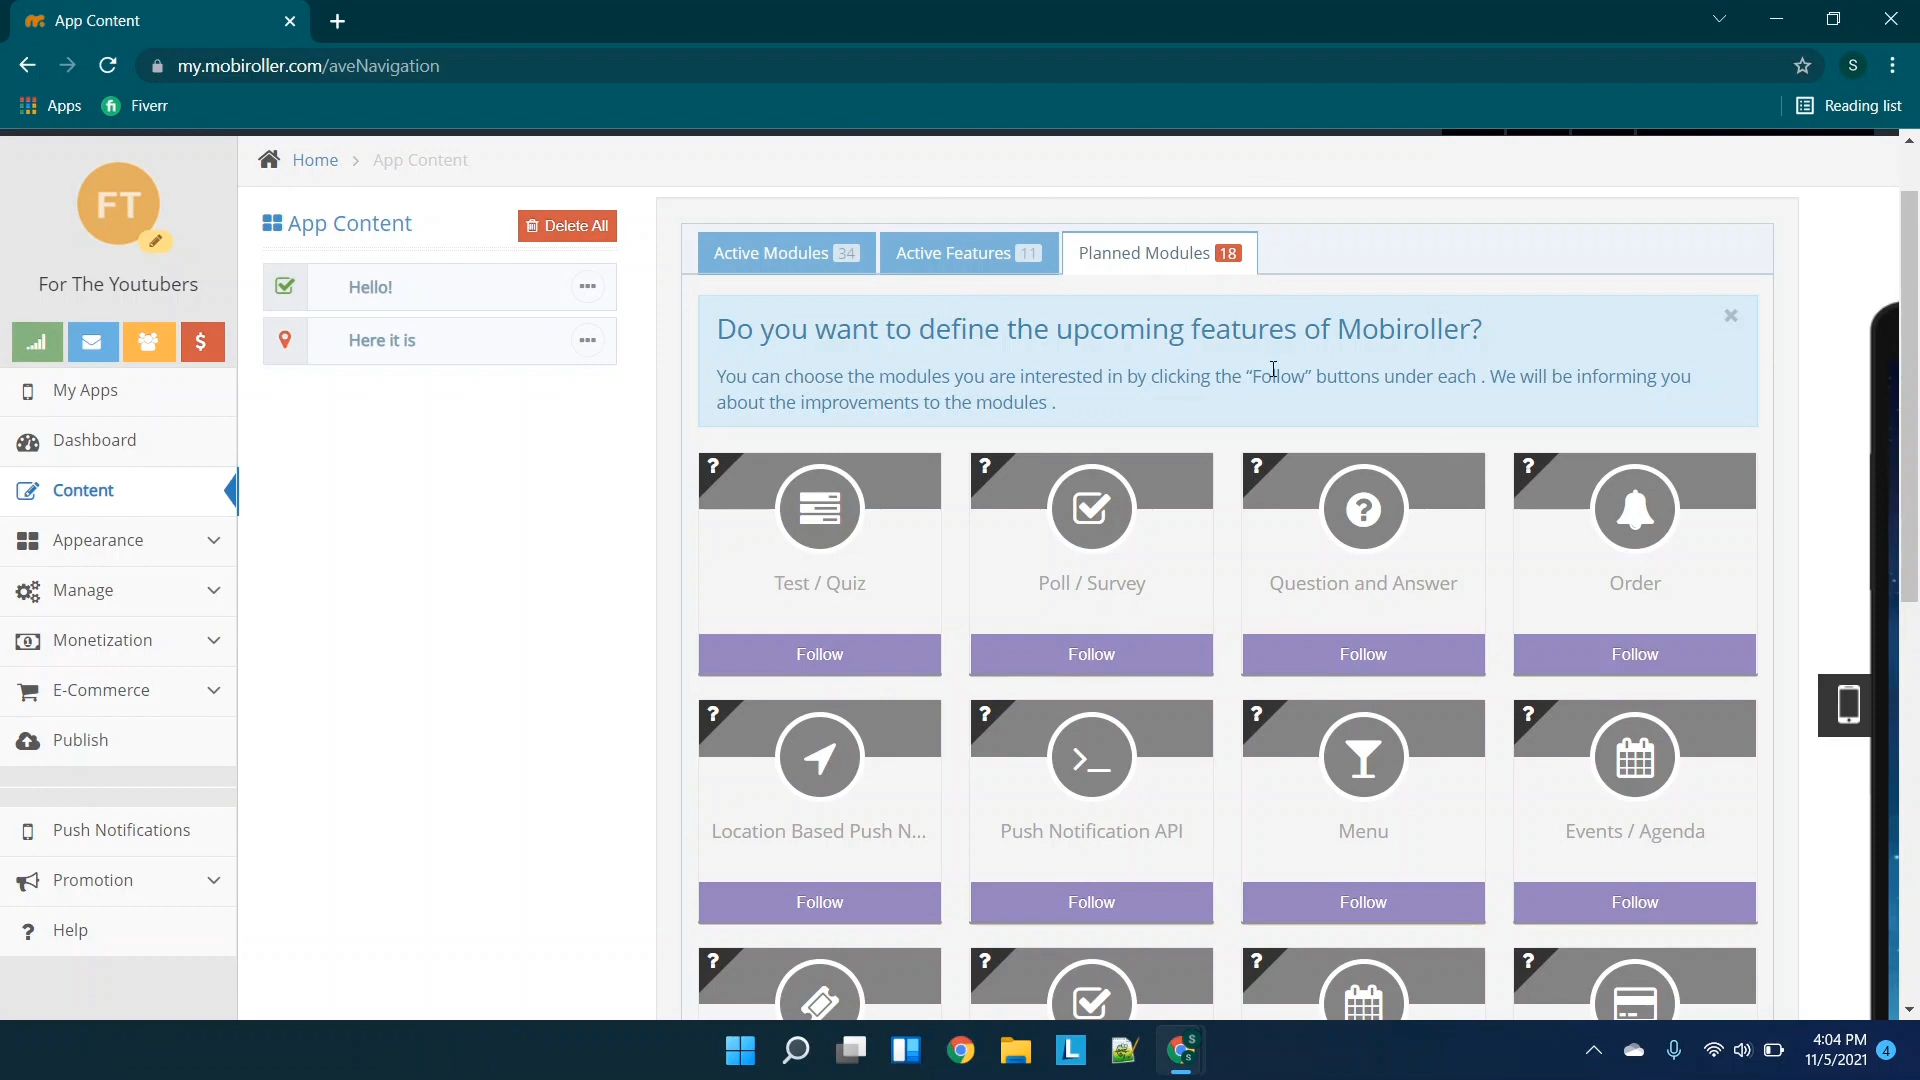 App Content
my.mobiroller.com/aveNavigation
S
Apps
Fiverr
Reading list
FT
For The Youtubers
$
My Apps
Dashboard
Content
Appearance
Manage
Monetization
E-Commerce
Publish
Push Notifications
Promotion
? Help
Home > App Content
App Content
Delete All
Hello!
Here it is
Active Modules 34
Active Features 11
Planned Modules 18
Do you want to define the upcoming features of Mobiroller?
You can choose the modules you are interested in by clicking the “Follow” buttons under each . We will be informing you
about the improvements to the modules .
? ? ? ?
Test / Quiz
Poll / Survey
Question and Answer
Order
Follow
Follow
Follow
Follow
? ? ? ?
Location Based Push N...
Push Notification API
Menu
Events / Agenda
Follow
Follow
Follow
Follow
? ? ? ?
L
S
S
4:04 PM
11/5/2021
4